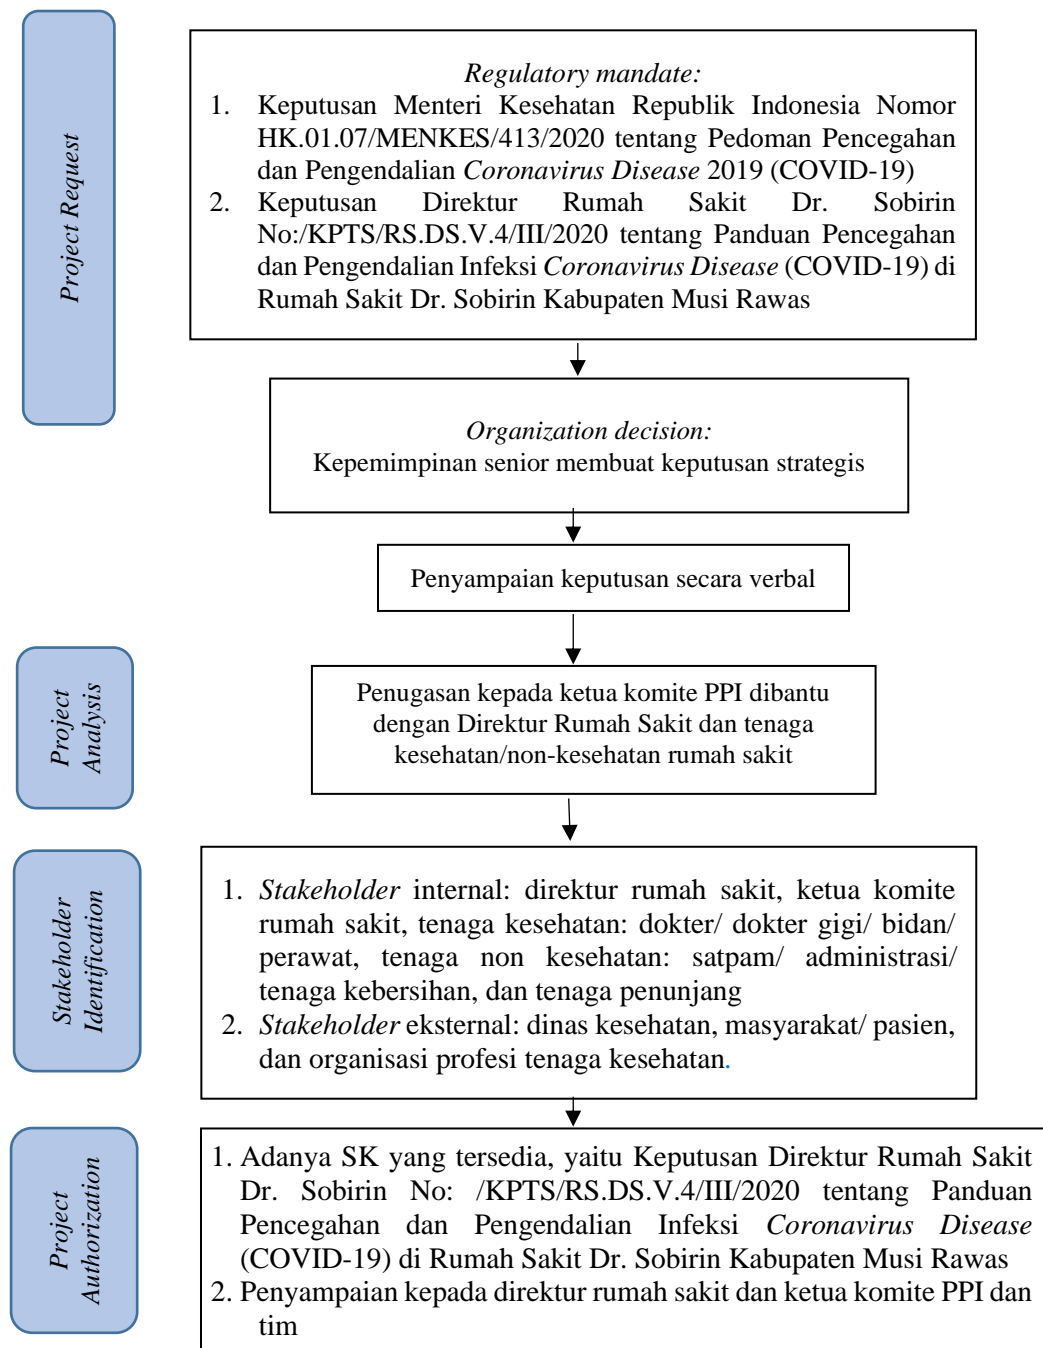 Project Request
Regulatory mandate:
1. Keputusan Menteri Kesehatan Republik Indonesia Nomor
HK.01.07/MENKES/413/2020 tentang Pedoman Pencegahan
dan Pengendalian Coronavirus Disease 2019 (COVID-19)
2. Keputusan Direktur Rumah Sakit Dr. Sobirin
No:/KPTS/RS.DS.V.4/III/2020 tentang Panduan Pencegahan
dan Pengendalian Infeksi Coronavirus Disease (COVID-19) di
Rumah Sakit Dr. Sobirin Kabupaten Musi Rawas
Organization decision:
Kepemimpinan senior membuat keputusan strategis
Penyampaian keputusan secara verbal
Project
Analysis
Penugasan kepada ketua komite PPI dibantu
dengan Direktur Rumah Sakit dan tenaga
kesehatan/non-kesehatan rumah sakit
Stakeholder
Identification
1. Stakeholder internal: direktur rumah sakit, ketua komite
rumah sakit, tenaga kesehatan: dokter/ dokter gigi/ bidan/
perawat, tenaga non kesehatan: satpam/ administrasi/
tenaga kebersihan, dan tenaga penunjang
2. Stakeholder eksternal: dinas kesehatan, masyarakat/ pasien,
dan organisasi profesi tenaga kesehatan.
Project
Authorization
1. Adanya SK yang tersedia, yaitu Keputusan Direktur Rumah Sakit
Dr. Sobirin No: /KPTS/RS.DS.V.4/III/2020 tentang Panduan
Pencegahan dan Pengendalian Infeksi Coronavirus Disease
(COVID-19) di Rumah Sakit Dr. Sobirin Kabupaten Musi Rawas
2. Penyampaian kepada direktur rumah sakit dan ketua komite PPI dan
tim